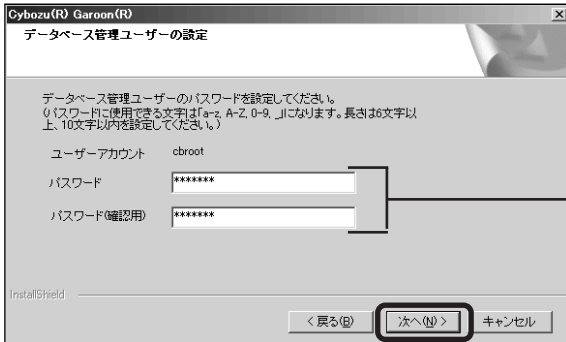 Cybozu(R) Garoon(R)
データベース管理ユーザーの設定
データベース管理ユーザーのパスワードを設定してください。
(パスワードに使用できる文字は「a-z, A-Z, 0-9, _」になります。長さは6文字以
上、10文字以内を設定してください。)
ユーザーアカウント cbroot
パスワード *******
パスワード(確認用) *******
InstallShield
< 戻る(B) 次へ(N) > キャンセル